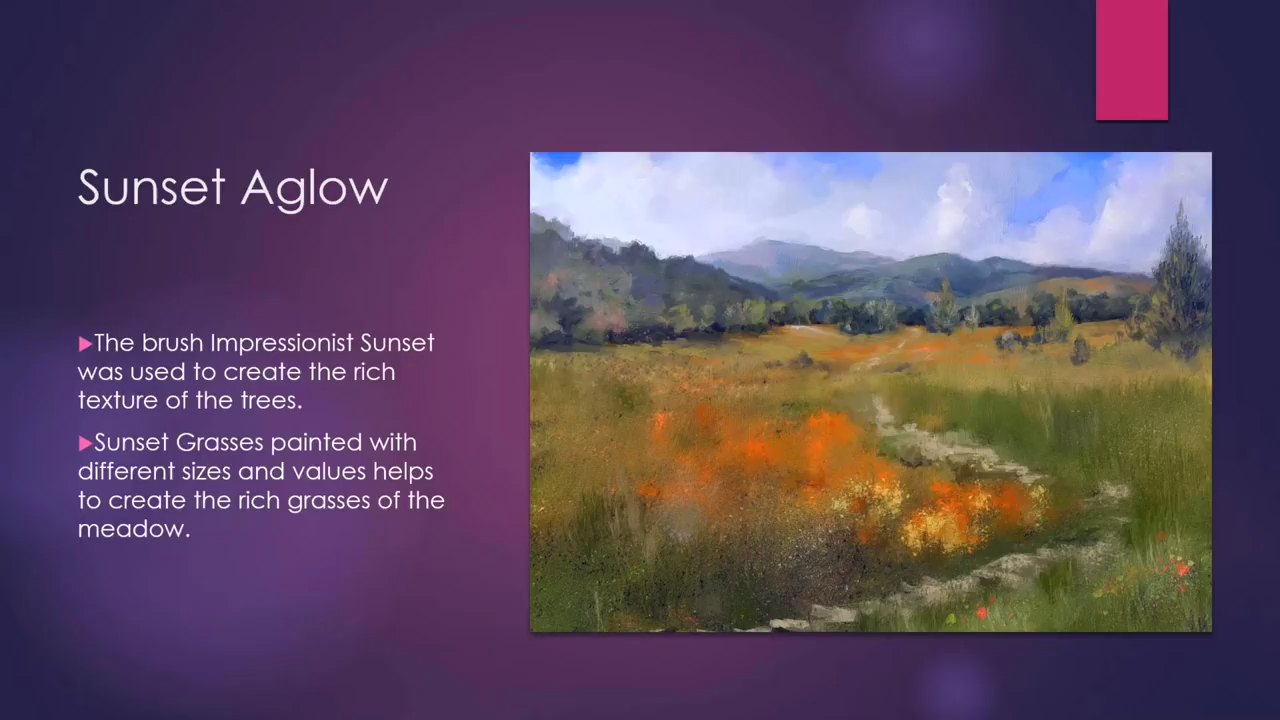 Sunset Aglow
▶The brush Impressionist Sunset
was used to create the rich
texture of the trees.
▶Sunset Grasses painted with
different sizes and values helps
to create the rich grasses of the
meadow.